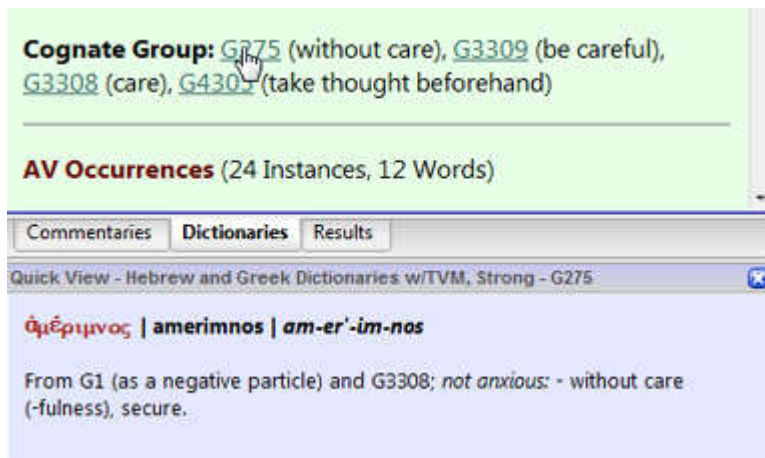 Cognate Group: G275 (without care), G3309 (be careful),
G3308 (care), G4305 (take thought beforehand)
AV Occurrences (24 Instances, 12 Words)
Commentaries Dictionaries Results
Quick View - Hebrew and Greek Dictionaries w/TVM, Strong - G275
ἀμέριμνος | amerimnos | am-er'-im-nos
From G1 (as a negative particle) and G3308; not anxious: - without care
(-fulness), secure.